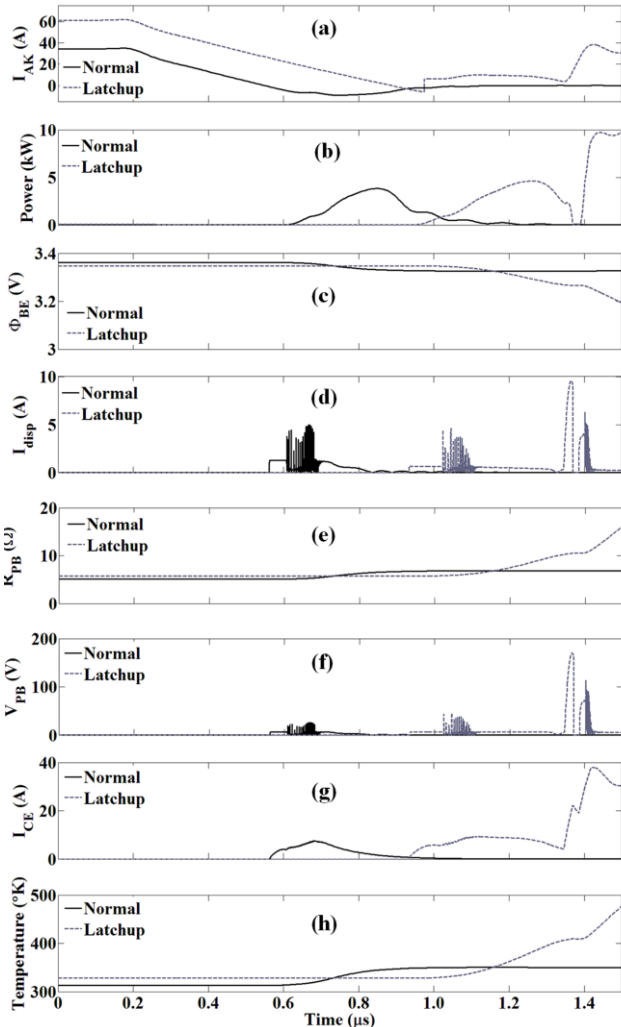 60
40
20
0
I_AK (A)
(a)
Normal
Latchup
10
5
0
Power (kW)
(b)
Normal
Latchup
3.4
3.2
3
Φ_BE (V)
(c)
Normal
Latchup
10
5
0
I_disp (A)
(d)
Normal
Latchup
20
10
0
R_PB (Ω)
(e)
Normal
Latchup
200
100
0
V_PB (V)
(f)
Normal
Latchup
40
20
0
I_CE (A)
(g)
Normal
Latchup
500
400
300
Temperature (°K)
(h)
Normal
Latchup
0 0.2 0.4 0.6 0.8 1.0 1.2 1.4
Time (μs)